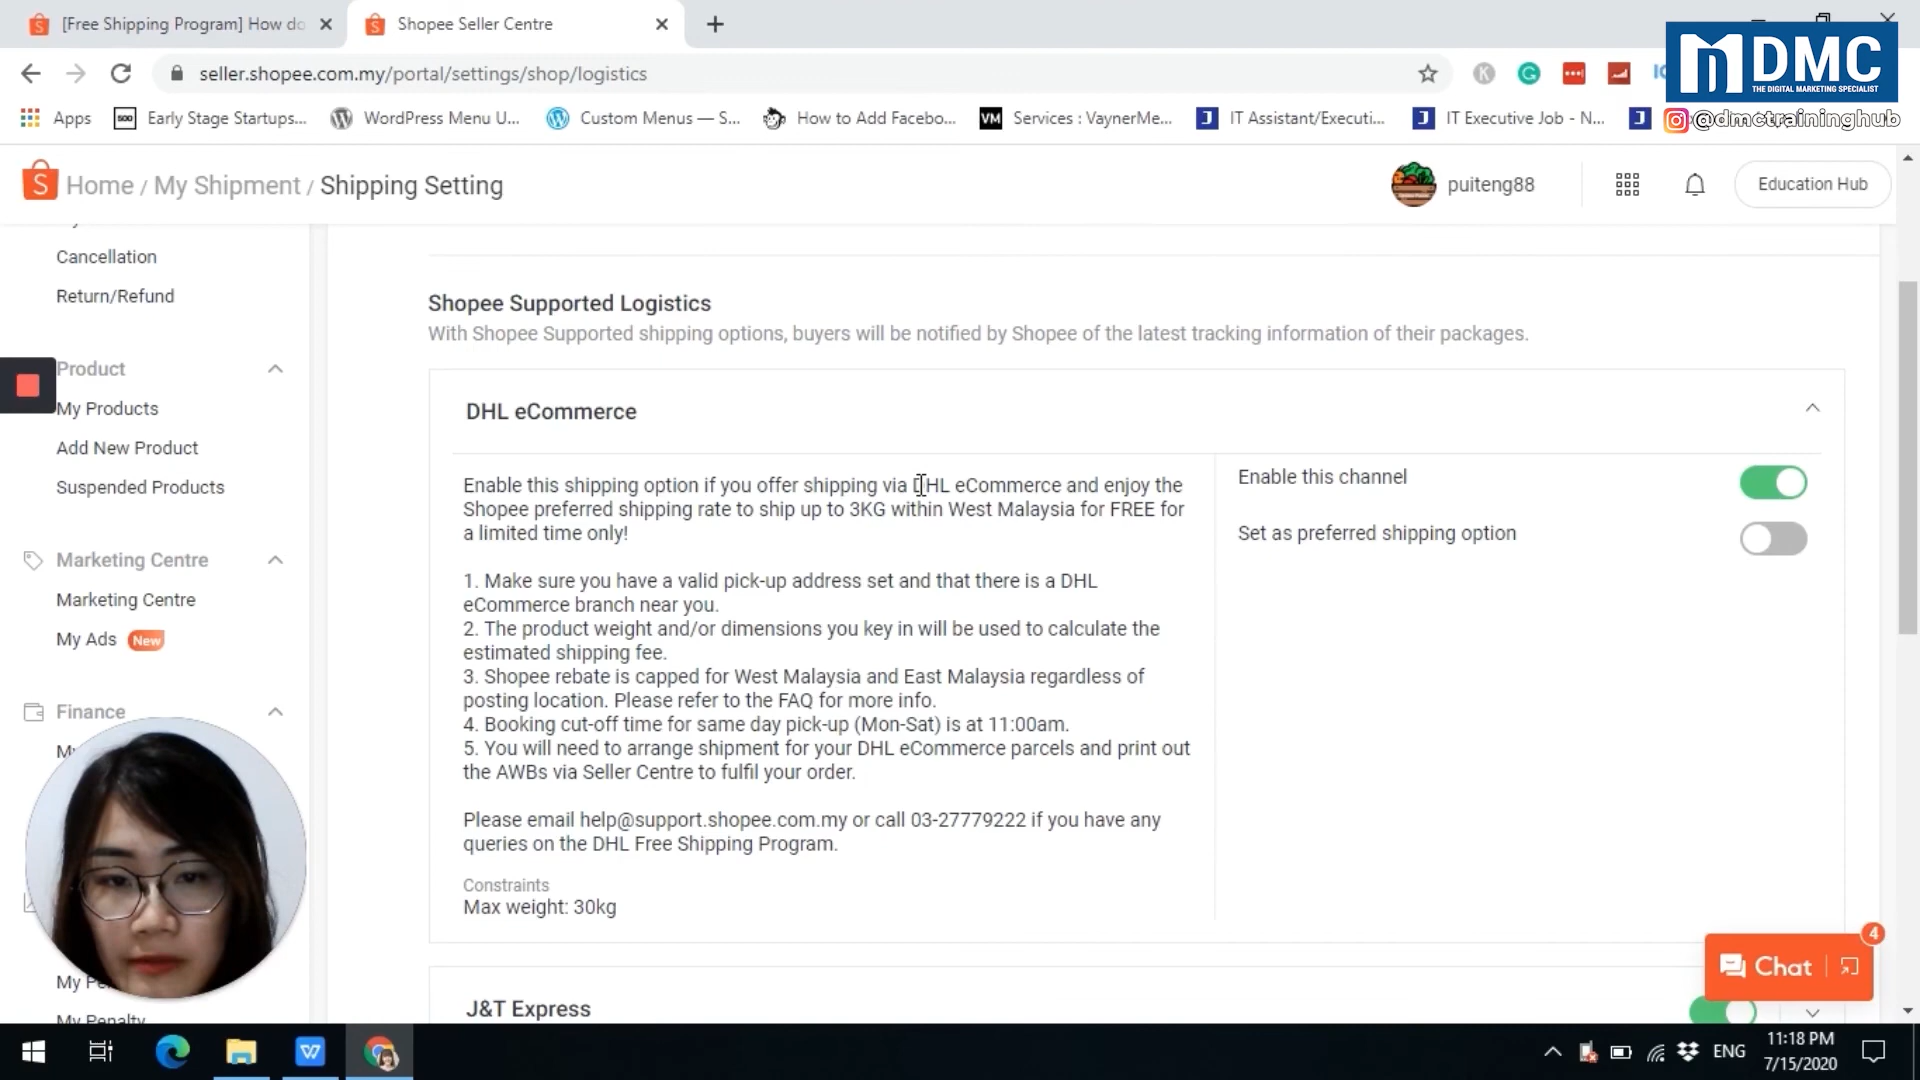 [Free Shipping Program] How do
Shopee Seller Centre
seller.shopee.com.my/portal/settings/shop/logistics
DMC
THE DIGITAL MARKETING SPECIALIST
Apps
Early Stage Startups...
WordPress Menu U...
Custom Menus — S...
How to Add Facebo...
VM
Services : VaynerMe...
IT Assistant/Executi...
IT Executive Job - N...
@dmctraininghub
Home / My Shipment / Shipping Setting
puiteng88
Education Hub
Cancellation
Return/Refund
Product
My Products
Add New Product
Suspended Products
Marketing Centre
Marketing Centre
My Ads New
Finance
Shopee Supported Logistics
With Shopee Supported shipping options, buyers will be notified by Shopee of the latest tracking information of their packages.
DHL eCommerce
Enable this shipping option if you offer shipping via DHL eCommerce and enjoy the
Shopee preferred shipping rate to ship up to 3KG within West Malaysia for FREE for
a limited time only!
1. Make sure you have a valid pick-up address set and that there is a DHL
eCommerce branch near you.
2. The product weight and/or dimensions you key in will be used to calculate the
estimated shipping fee.
3. Shopee rebate is capped for West Malaysia and East Malaysia regardless of
posting location. Please refer to the FAQ for more info.
4. Booking cut-off time for same day pick-up (Mon-Sat) is at 11:00am.
5. You will need to arrange shipment for your DHL eCommerce parcels and print out
the AWBs via Seller Centre to fulfil your order.
Please email help@support.shopee.com.my or call 03-27779222 if you have any
queries on the DHL Free Shipping Program.
Constraints
Max weight: 30kg
Enable this channel
Set as preferred shipping option
J&T Express
4
Chat
My Penalty
ENG
11:18 PM
7/15/2020